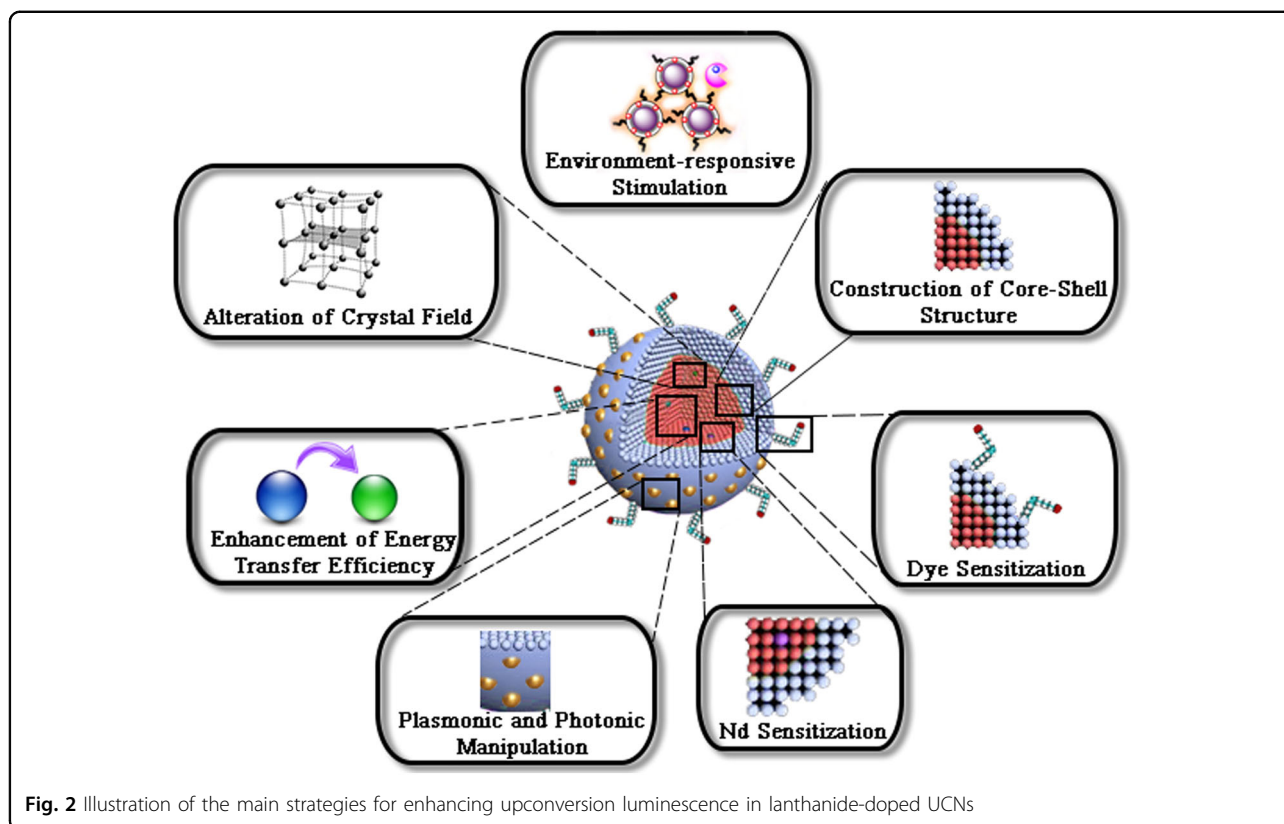 Environment-responsive
Stimulation
Alteration of Crystal Field
Construction of Core-Shell
Structure
Enhancement of Energy
Transfer Efficiency
Dye Sensitization
Plasmonic and Photonic
Manipulation
Nd Sensitization
Fig. 2 Illustration of the main strategies for enhancing upconversion luminescence in lanthanide-doped UCNs